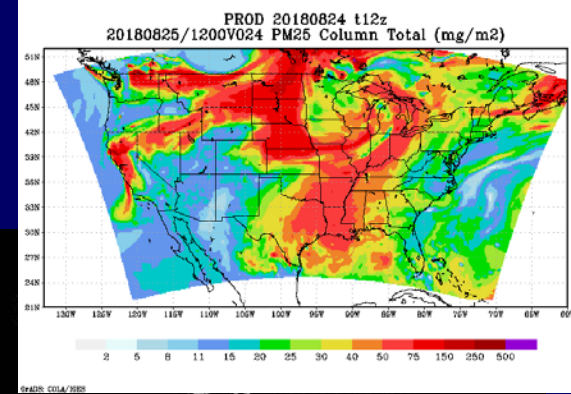 PROD 20180824 t12z
20180825/1200V024 PM25 Column Total (mg/m2)
51N
48N
45N
42N
39N
36N
33N
30N
27N
24N
21N
130W 125W 120W 115W 110W 105W 100W 95W 90W 85W 80W 75W 70W 65W 60W
2 5 8 11 15 20 25 30 40 50 75 150 250 500
GrADS: COLA/IGES